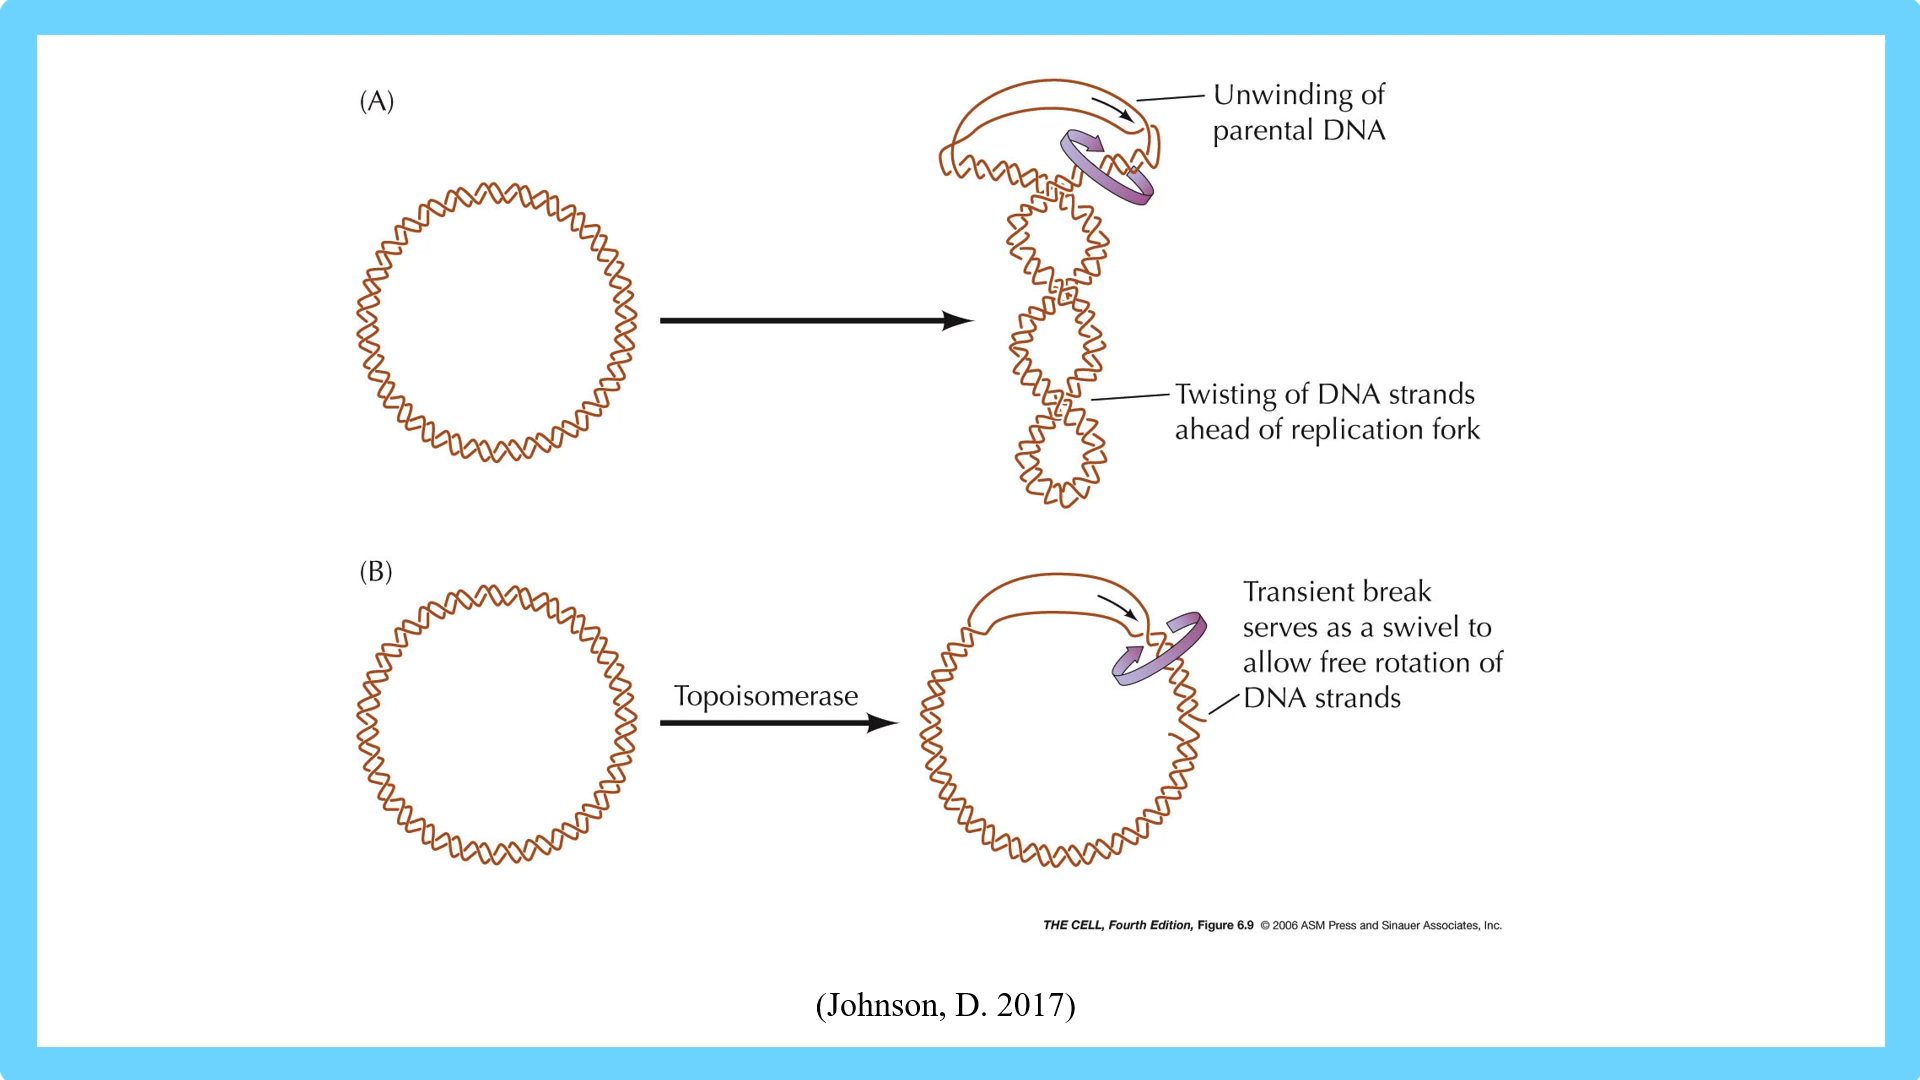 (A)
Unwinding of
parental DNA
Twisting of DNA strands
ahead of replication fork
(B)
Topoisomerase
Transient break
serves as a swivel to
allow free rotation of
DNA strands
THE CELL, Fourth Edition, Figure 6.9 © 2006 ASM Press and Sinauer Associates, Inc.
(Johnson, D. 2017)